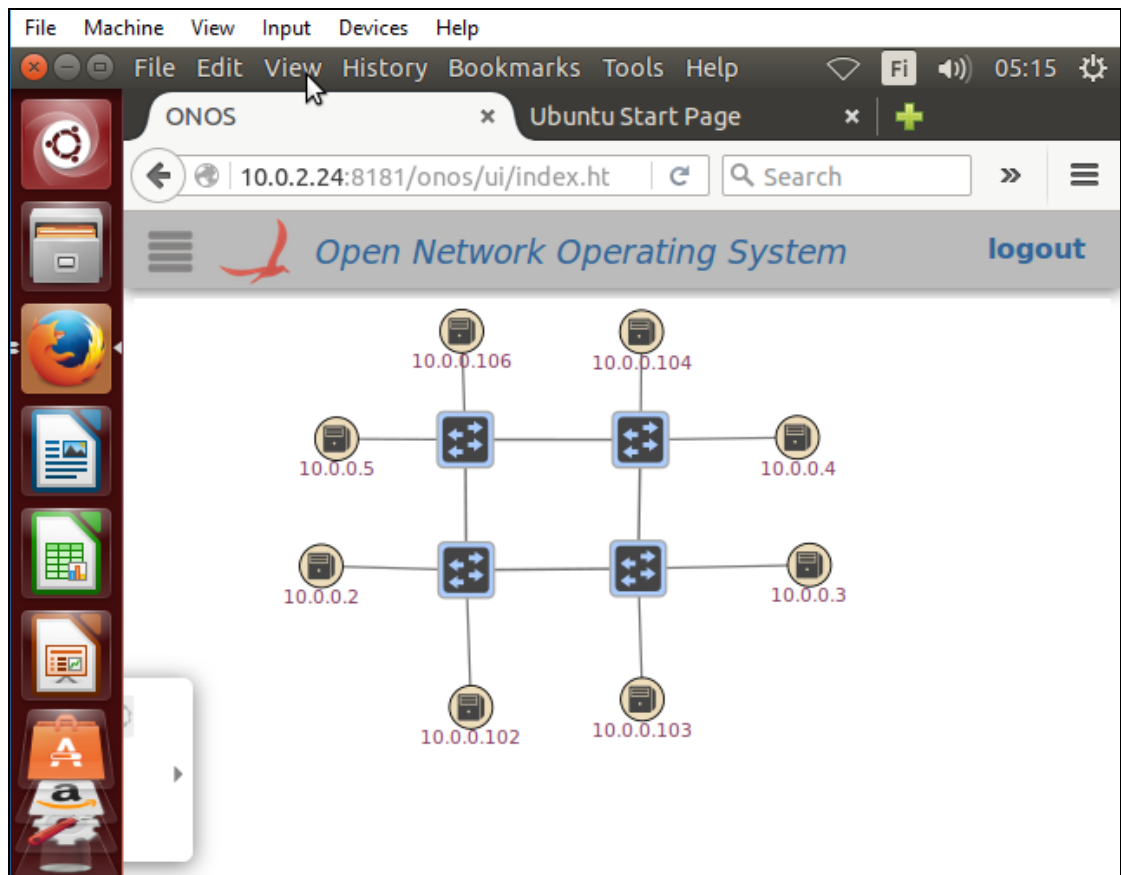 File Machine View Input Devices Help
File Edit View History Bookmarks Tools Help Fi 05:15
ONOS Ubuntu Start Page
10.0.2.24:8181/onos/ui/index.ht Search
Open Network Operating System logout
10.0.0.106 10.0.0.104
10.0.0.5 10.0.0.4
10.0.0.2 10.0.0.3
10.0.0.102 10.0.0.103